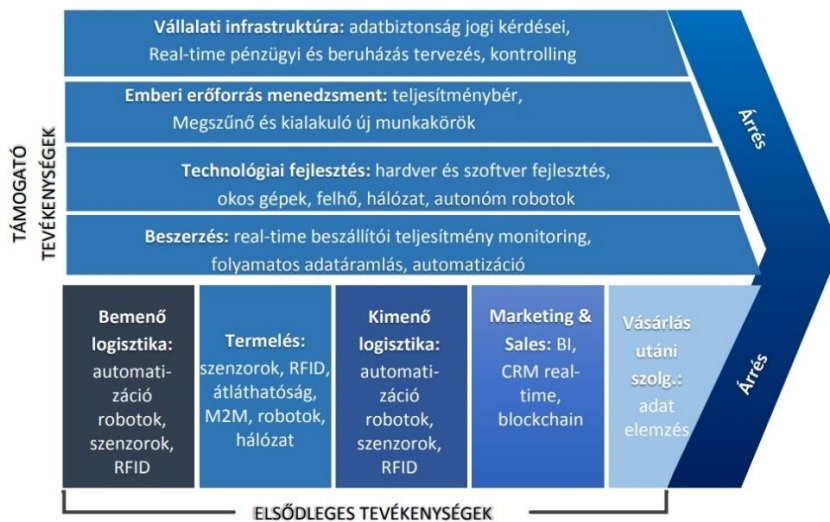 Vállalati infrastruktúra: adatbiztonság jogi kérdései,
Real-time pénzügyi és beruházás tervezés, kontrolling
Emberi erőforrás menedzsment: teljesítménybér,
Megszűnő és kialakuló új munkakörök
Technológiai fejlesztés: hardver és szoftver fejlesztés,
okos gépek, felhő, hálózat, autonóm robotok
Beszerzés: real-time beszállítói teljesítmény monitoring,
folyamatos adatáramlás, automatizáció
TÁMOGATÓ
TEVÉKENYSÉGEK
Árrés
Bemenő
logisztika:
automati-
záció
robotok,
szenzorok,
RFID
Termelés:
szenzorok, RFID,
átláthatóság,
M2M, robotok,
hálózat
Kimenő
logisztika:
automati-
záció
robotok,
szenzorok,
RFID
Marketing &
Sales: BI,
CRM real-
time,
blockchain
Vásárlás
utáni
szolg.:
adat
elemzés
Árrés
ELSŐDLEGES TEVÉKENYSÉGEK